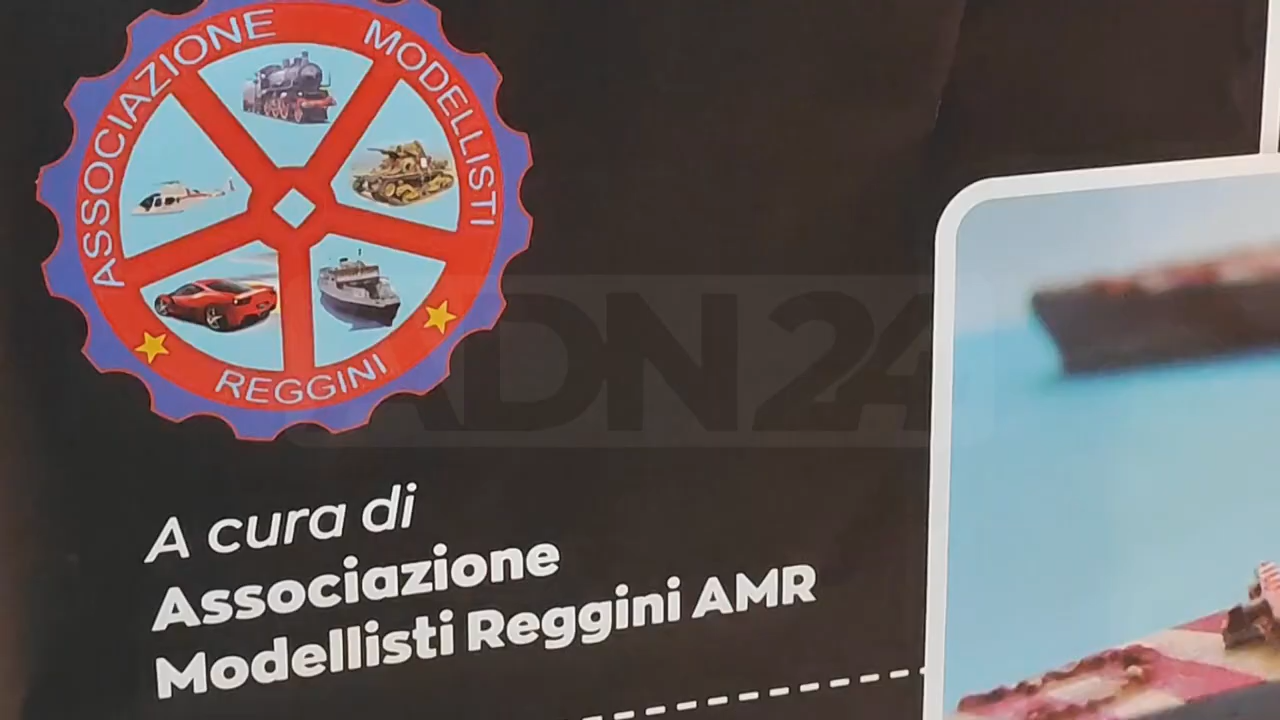 ASSOCIAZIONE MODELLISTI
REGGINI
ADN24
A cura di
Associazione
Modellisti Reggini AMR